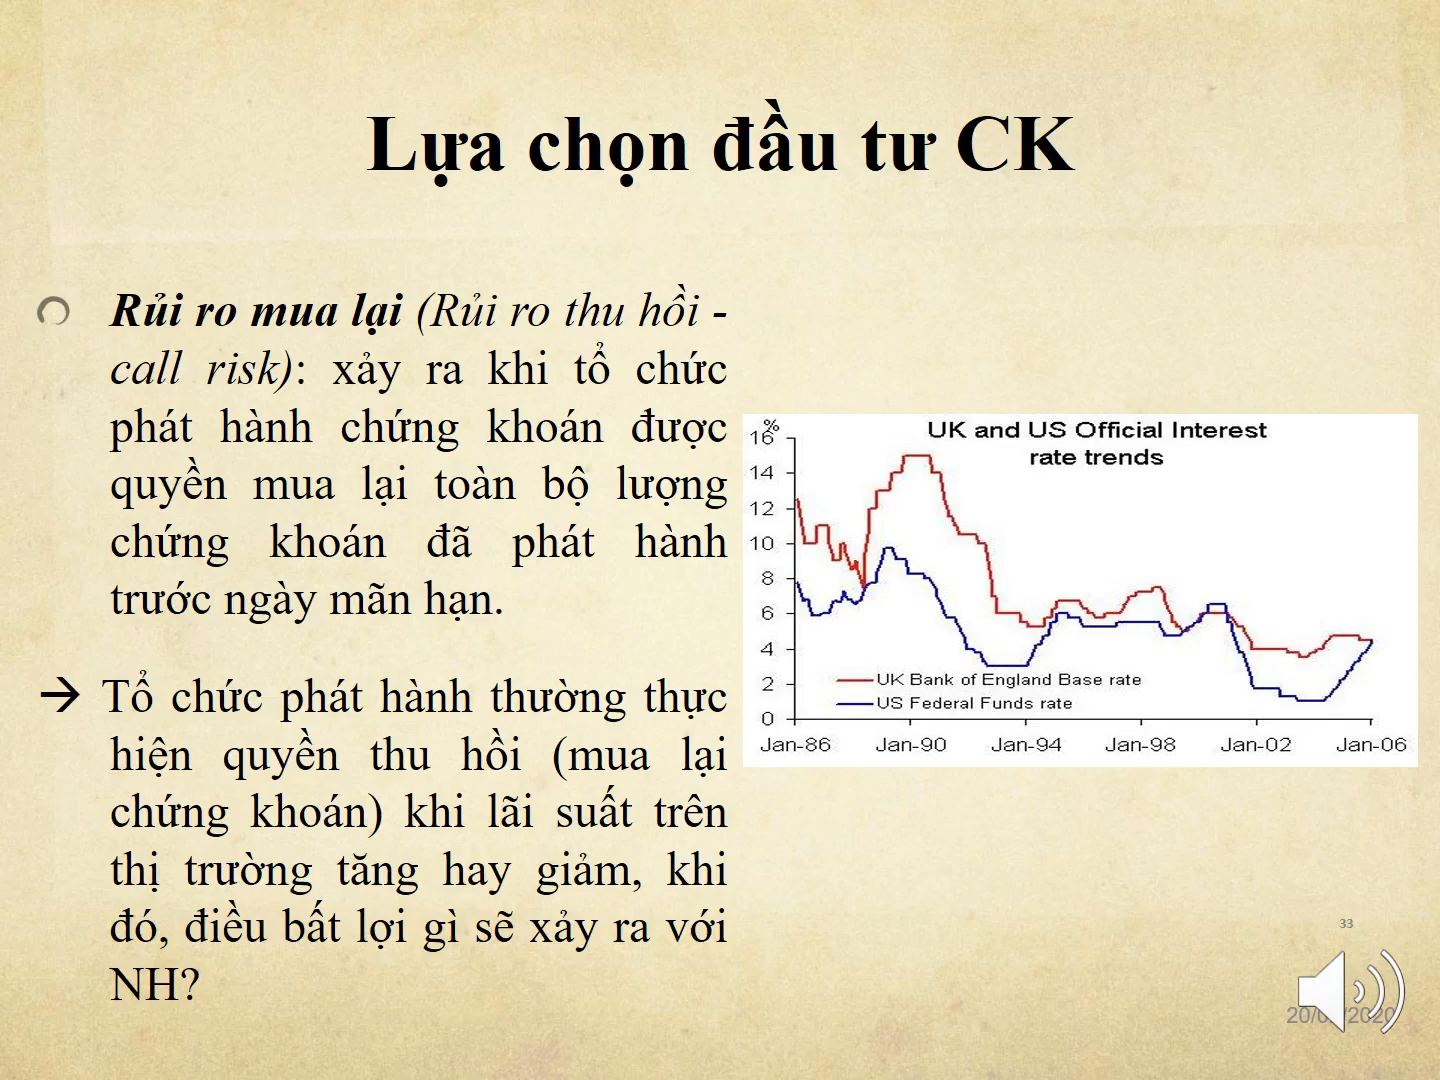 Lựa chọn đầu tư CK
Rủi ro mua lại (Rủi ro thu hồi -
call risk): xảy ra khi tổ chức
phát hành chứng khoán được
quyền mua lại toàn bộ lượng
chứng khoán đã phát hành
trước ngày mãn hạn.
→ Tổ chức phát hành thường thực
hiện quyền thu hồi (mua lại
chứng khoán) khi lãi suất trên
thị trường tăng hay giảm, khi
đó, điều bất lợi gì sẽ xảy ra với
NH?
UK and US Official Interest
rate trends
%
16
14
12
10
8
6
4
2
0
UK Bank of England Base rate
US Federal Funds rate
Jan-86 Jan-90 Jan-94 Jan-98 Jan-02 Jan-06
33